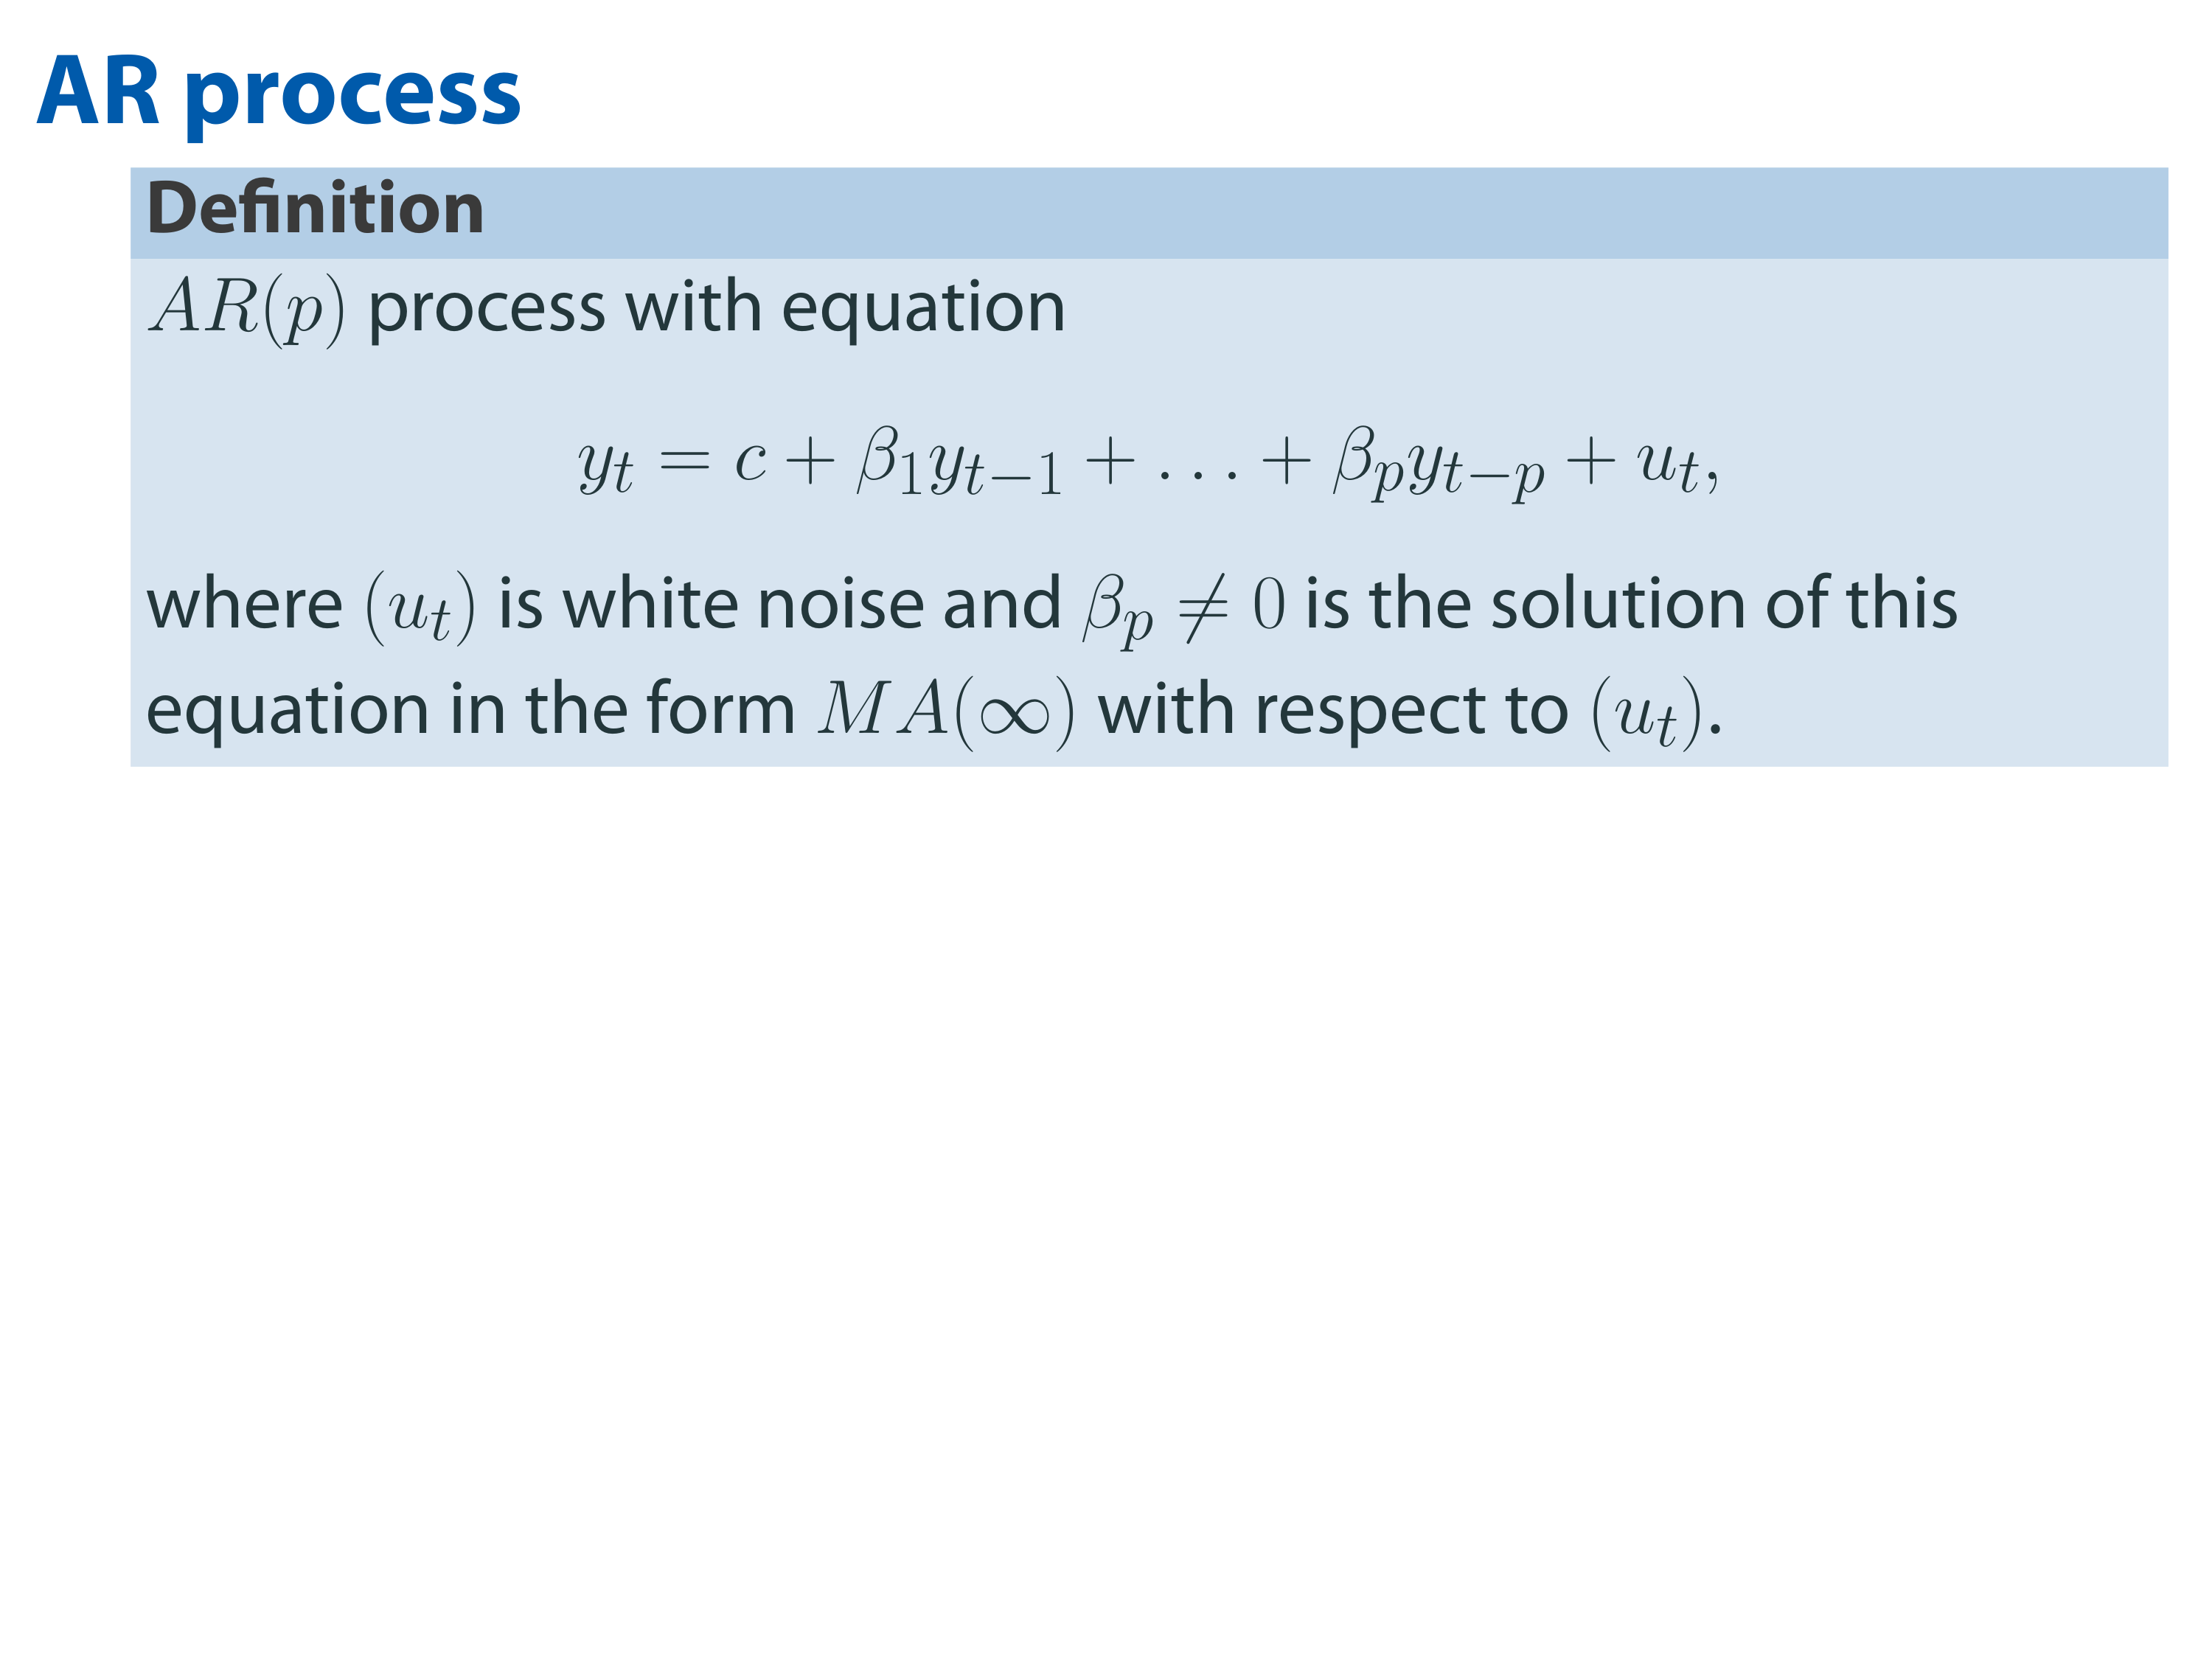 AR process
Definition
AR(p) process with equation
y_t = c + β_1 y_{t−1} + … + β_p y_{t−p} + u_t,
where (u_t) is white noise and β_p ≠ 0 is the solution of this
equation in the form MA(∞) with respect to (u_t).